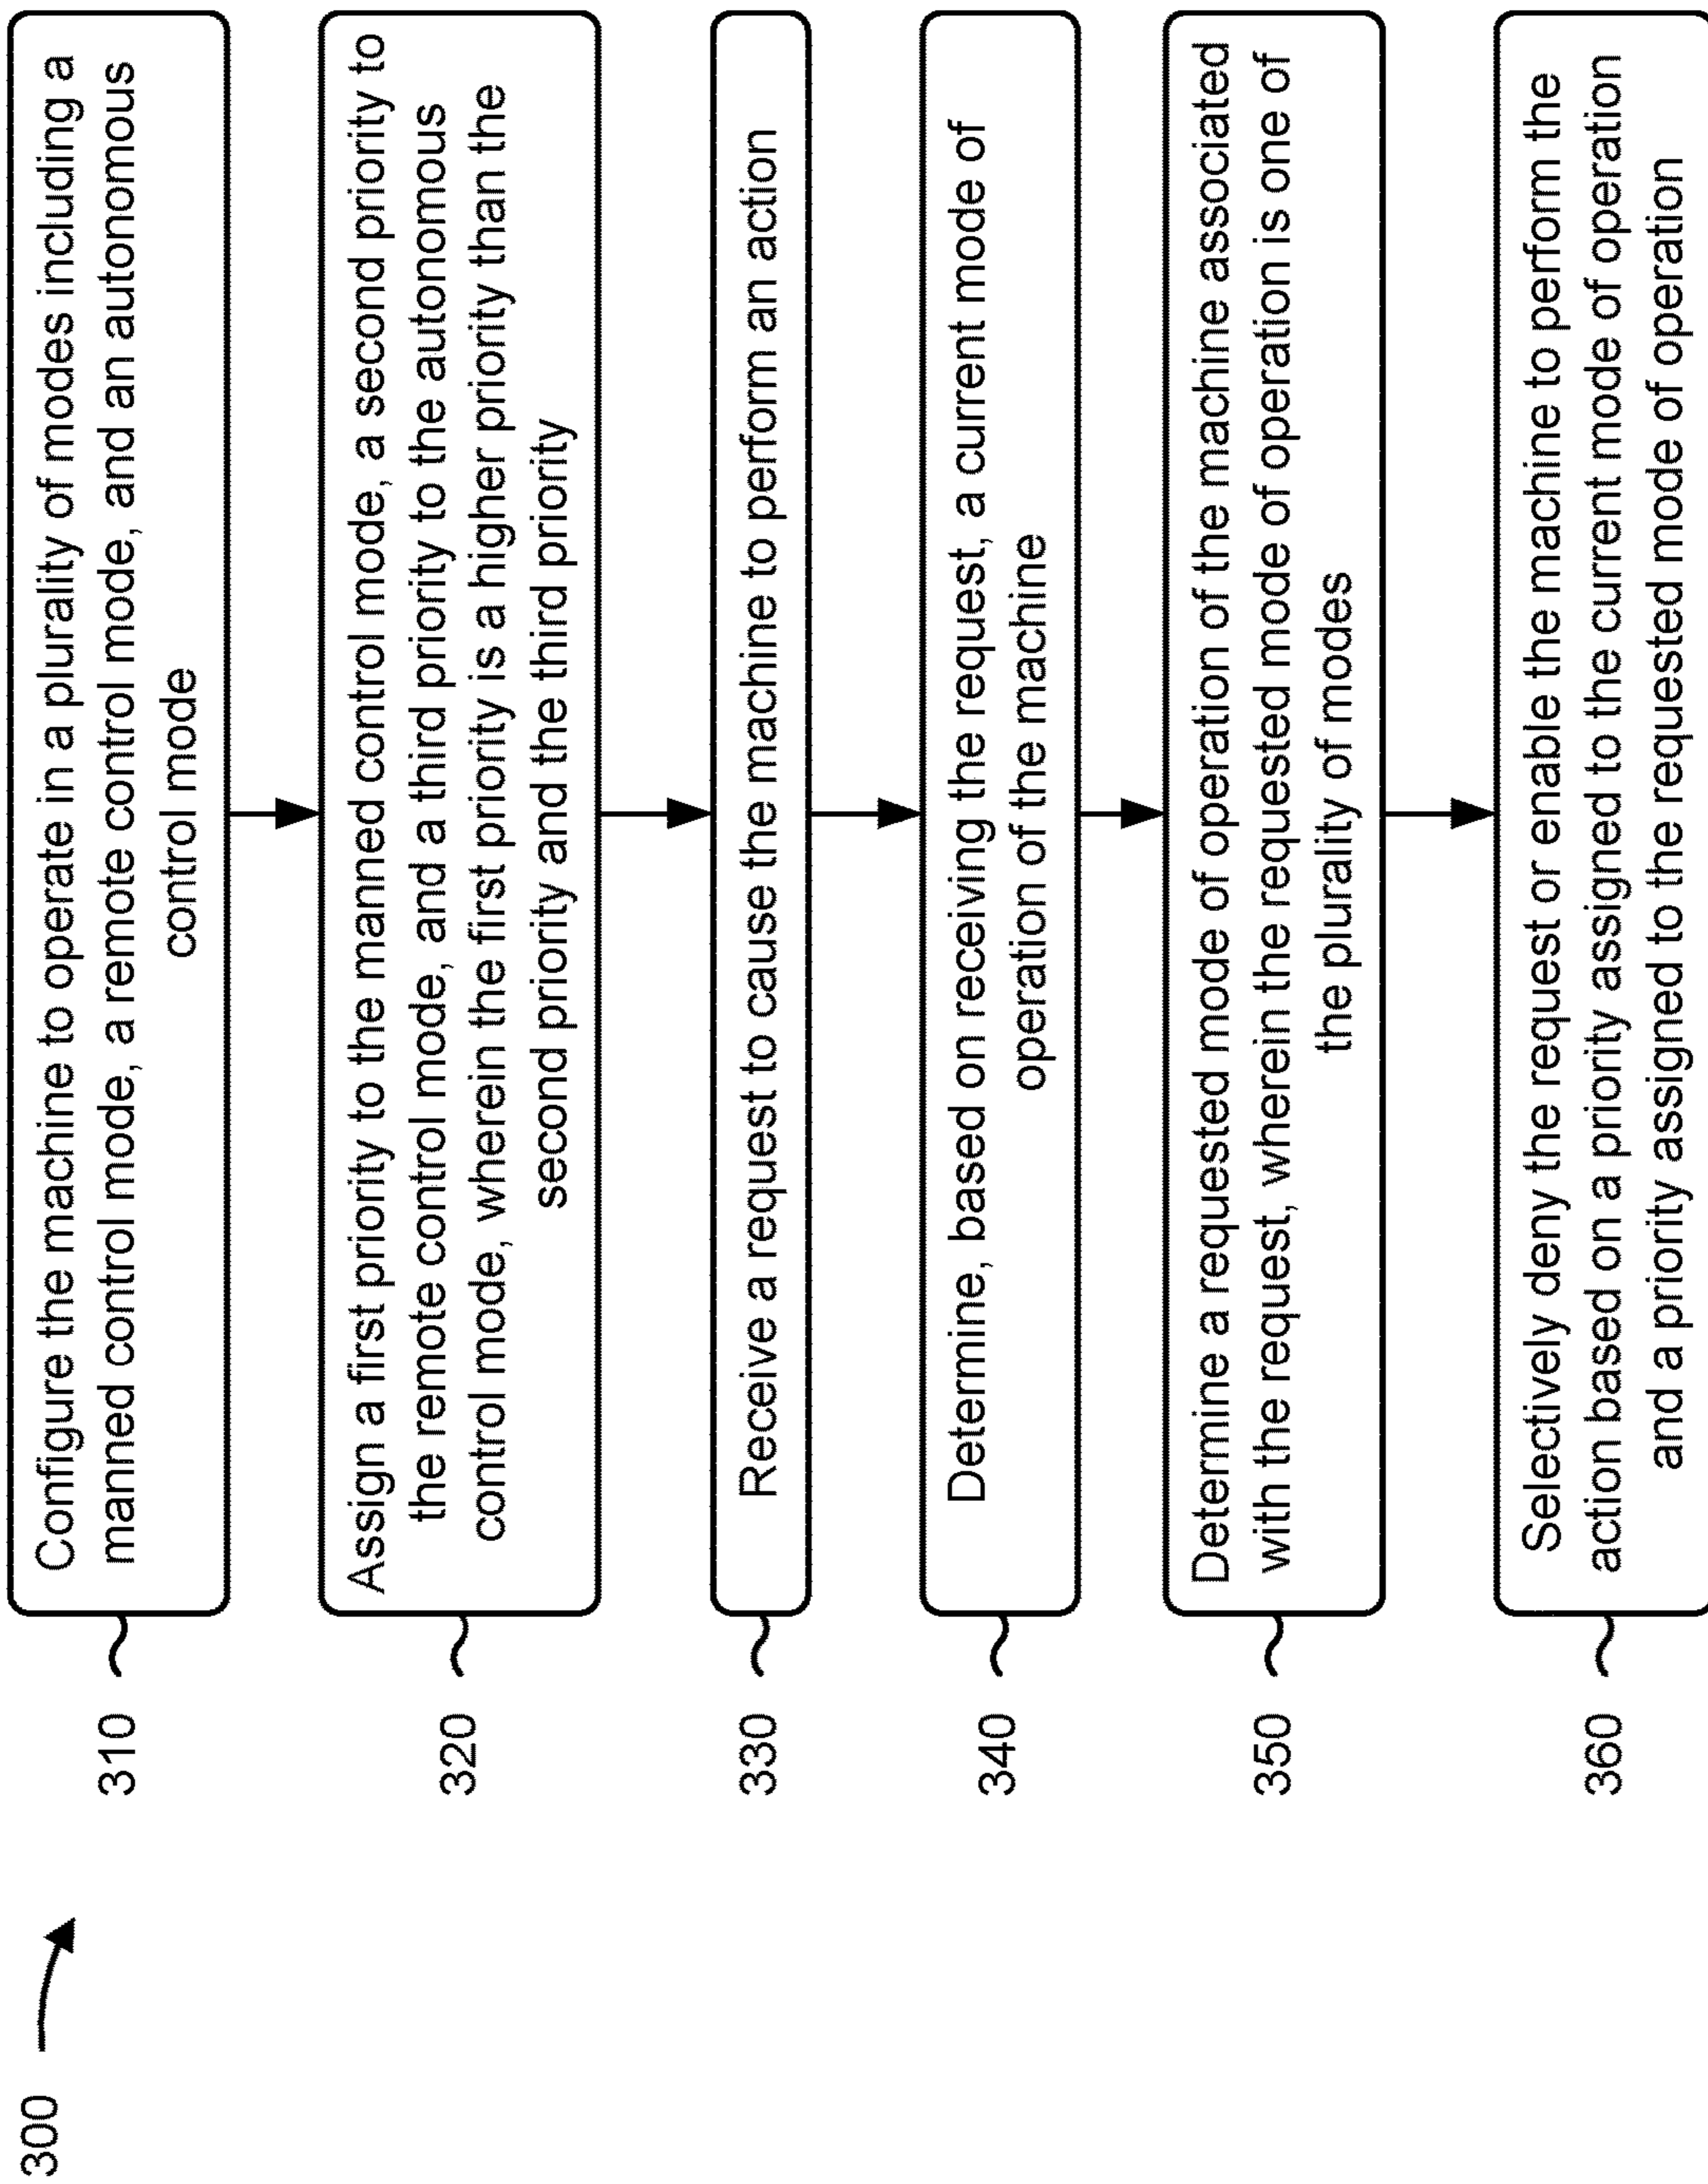 300
310
Configure the machine to operate in a plurality of modes including a
manned control mode, a remote control mode, and an autonomous
control mode
320
Assign a first priority to the manned control mode, a second priority to
the remote control mode, and a third priority to the autonomous
control mode, wherein the first priority is a higher priority than the
second priority and the third priority
330
Receive a request to cause the machine to perform an action
340
Determine, based on receiving the request, a current mode of
operation of the machine
350
Determine a requested mode of operation of the machine associated
with the request, wherein the requested mode of operation is one of
the plurality of modes
360
Selectively deny the request or enable the machine to perform the
action based on a priority assigned to the current mode of operation
and a priority assigned to the requested mode of operation